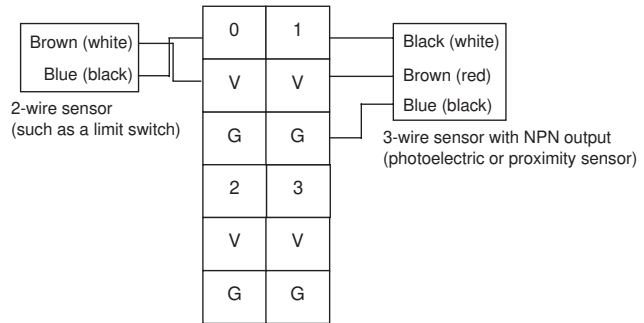 Brown (white)
Blue (black)
2-wire sensor
(such as a limit switch)
0 1
V V
G G
2 3
V V
G G
Black (white)
Brown (red)
Blue (black)
3-wire sensor with NPN output
(photoelectric or proximity sensor)